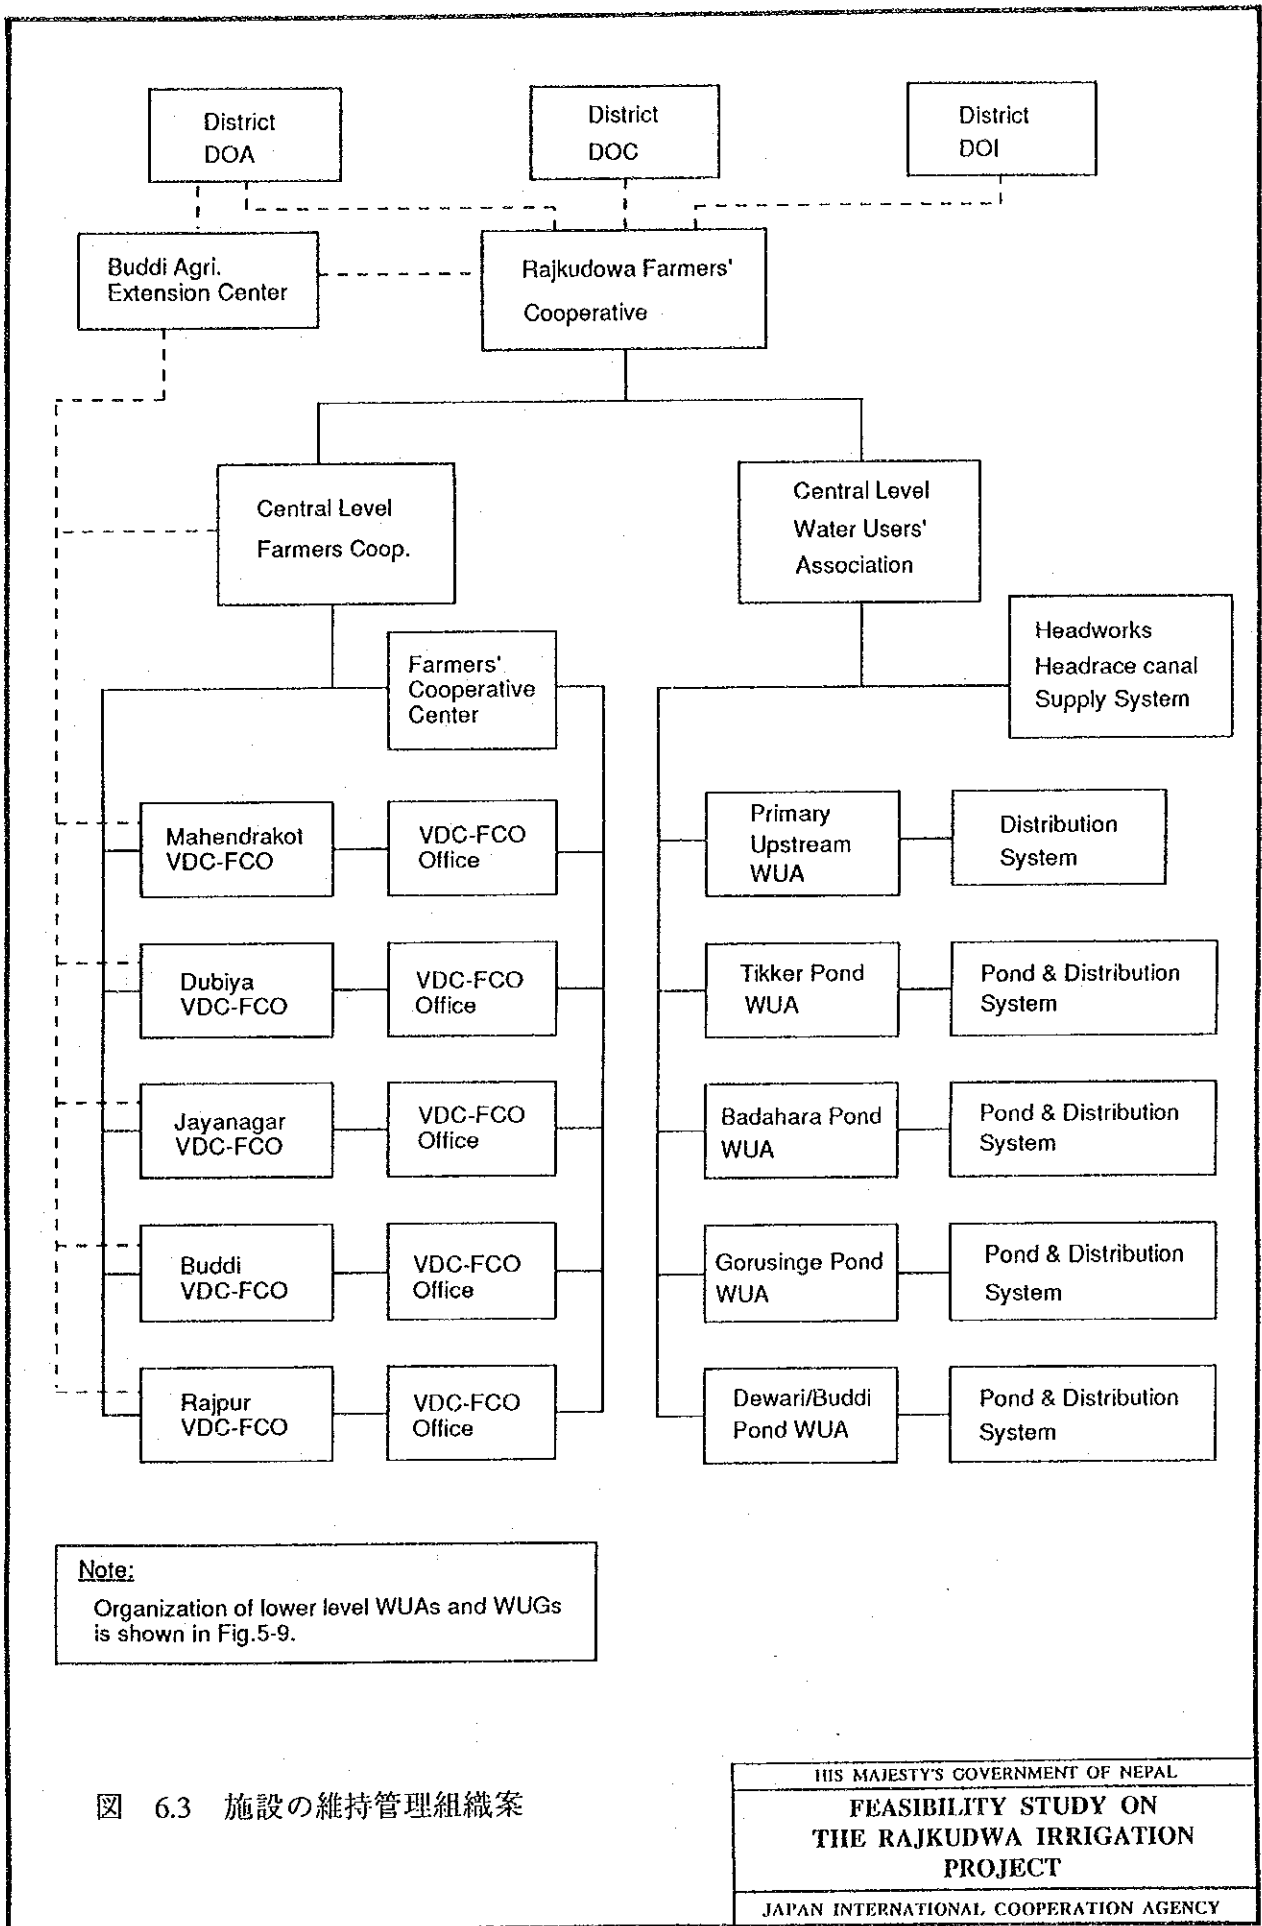 District
DOA
District
DOC
District
DOI
Buddi Agri.
Extension Center
Rajkudowa Farmers'
Cooperative
Central Level
Farmers Coop.
Central Level
Water Users'
Association
Headworks
Headrace canal
Supply System
Farmers'
Cooperative
Center
Mahendrakot
VDC-FCO
VDC-FCO
Office
Primary
Upstream
WUA
Distribution
System
Dubiya
VDC-FCO
VDC-FCO
Office
Tikker Pond
WUA
Pond & Distribution
System
Jayanagar
VDC-FCO
VDC-FCO
Office
Badahara Pond
WUA
Pond & Distribution
System
Buddi
VDC-FCO
VDC-FCO
Office
Gorusinge Pond
WUA
Pond & Distribution
System
Rajpur
VDC-FCO
VDC-FCO
Office
Dewari/Buddi
Pond WUA
Pond & Distribution
System
Note:
Organization of lower level WUAs and WUGs
is shown in Fig.5-9.
図 6.3 施設の維持管理組織案
HIS MAJESTY'S GOVERNMENT OF NEPAL
FEASIBILITY STUDY ON
THE RAJKUDWA IRRIGATION
PROJECT
JAPAN INTERNATIONAL COOPERATION AGENCY